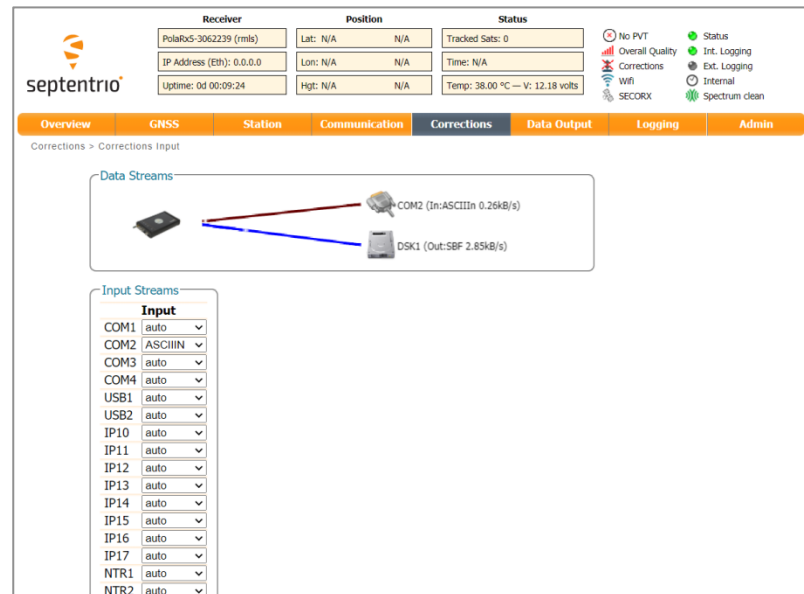 Receiver Position Status
PolaRx5-3062239 (rmls) Lat: N/A N/A Tracked Sats: 0
IP Address (Eth): 0.0.0.0 Lon: N/A N/A Time: N/A
Uptime: 0d 00:09:24 Hgt: N/A N/A Temp: 38.00 °C — V: 12.18 volts
No PVT Status
Overall Quality Int. Logging
Corrections Ext. Logging
Wifi Internal
SECORX Spectrum clean
septentrio
Overview GNSS Station Communication Corrections Data Output Logging Admin
Corrections > Corrections Input
Data Streams
COM2 (In:ASCIIIn 0.26kB/s)
DSK1 (Out:SBF 2.85kB/s)
Input Streams
Input
COM1 auto
COM2 ASCIIIN
COM3 auto
COM4 auto
USB1 auto
USB2 auto
IP10 auto
IP11 auto
IP12 auto
IP13 auto
IP14 auto
IP15 auto
IP16 auto
IP17 auto
NTR1 auto
NTR2 auto